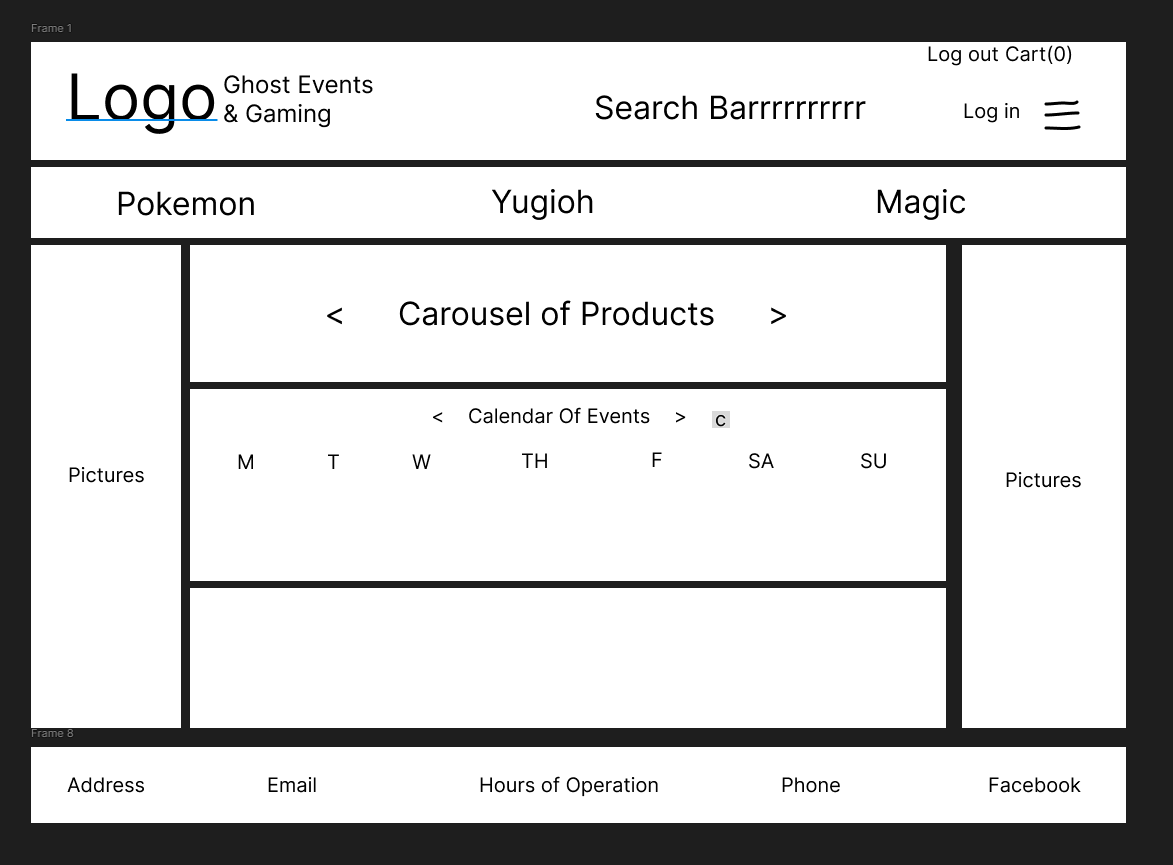 Frame 1
Log out Cart(0)
Logo
Ghost Events
& Gaming
Search Barrrrrrrrrr
Log in
Pokemon
Yugioh
Magic
< Carousel of Products >
< Calendar Of Events > c
M T W TH F SA SU
Pictures
Pictures
Frame 8
Address Email Hours of Operation Phone Facebook